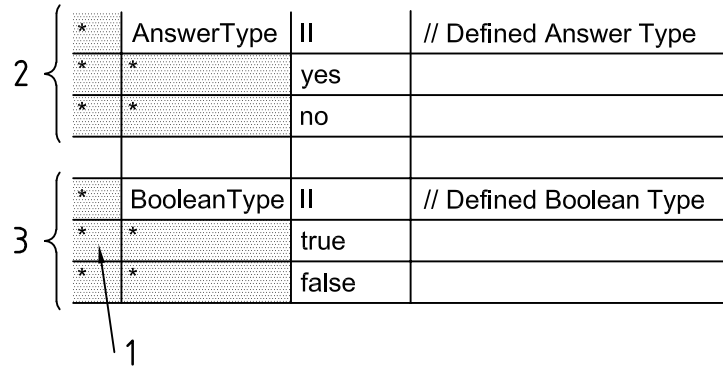 * AnswerType II // Defined Answer Type
2
* * yes
* * no
* BooleanType II // Defined Boolean Type
3
* * true
* * false
1